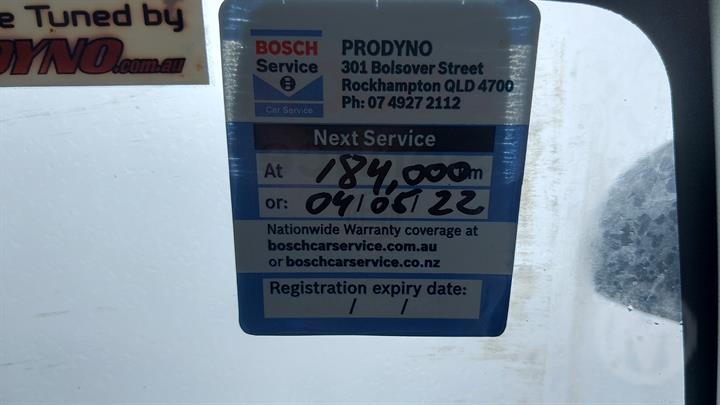 e Tuned by
DYNO.com.au
BOSCH
Service
Car Service
PRODYNO
301 Bolsover Street
Rockhampton QLD 4700
Ph: 07 4927 2112
Next Service
At 184,000 km
or: 04/05/22
Nationwide Warranty coverage at
boschcarservice.com.au
or boschcarservice.co.nz
Registration expiry date:
/ /